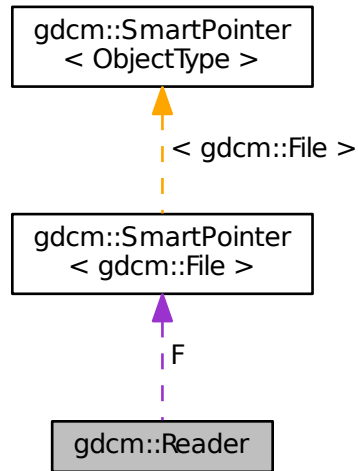 gdcm::SmartPointer
< ObjectType >
< gdcm::File >
gdcm::SmartPointer
< gdcm::File >
F
gdcm::Reader